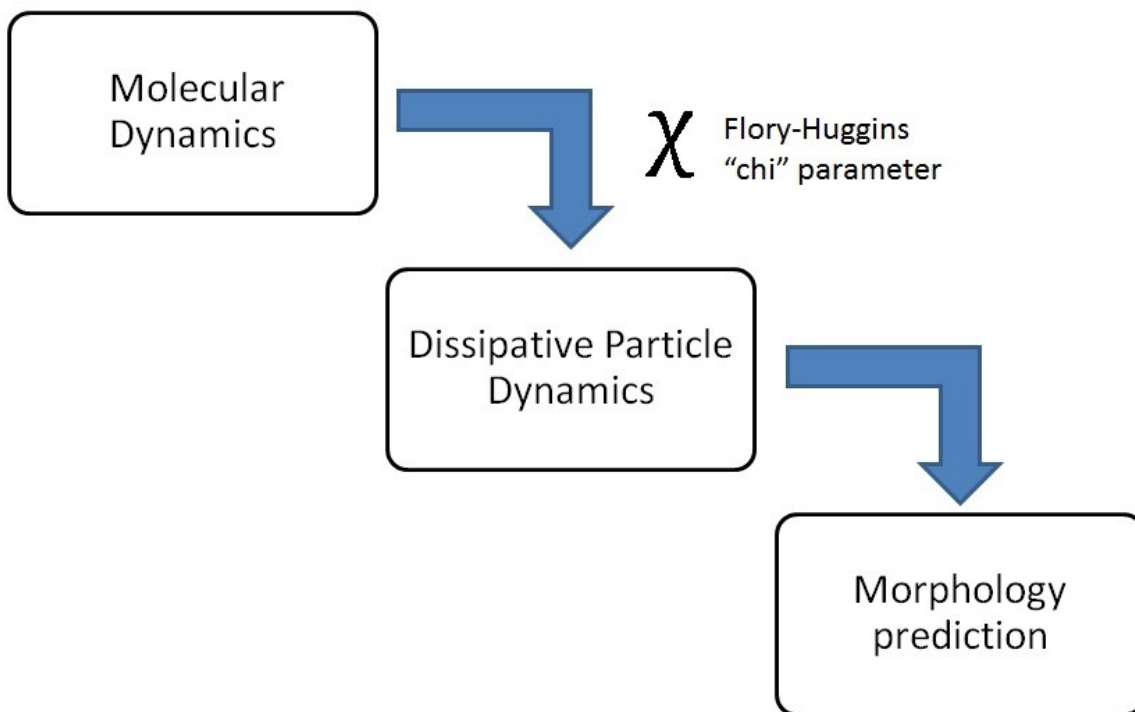 Molecular
Dynamics
χ
Flory-Huggins
“chi” parameter
Dissipative Particle
Dynamics
Morphology
prediction